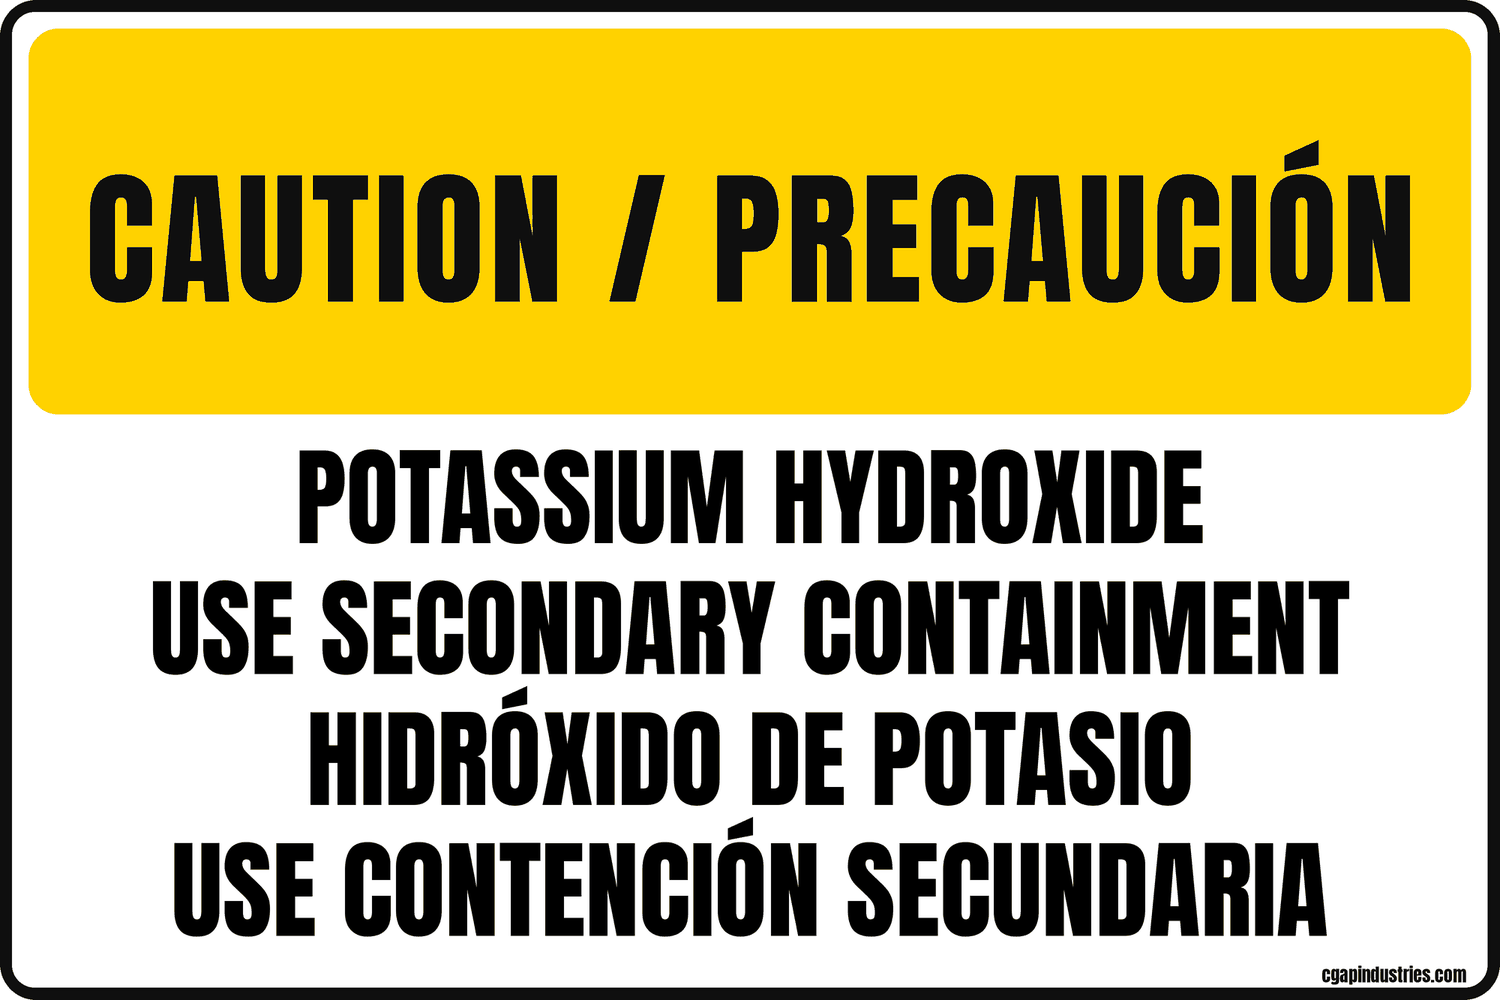 CAUTION / PRECAUCIÓN
POTASSIUM HYDROXIDE
USE SECONDARY CONTAINMENT
HIDRÓXIDO DE POTASIO
USE CONTENCIÓN SECUNDARIA
cgapindustries.com